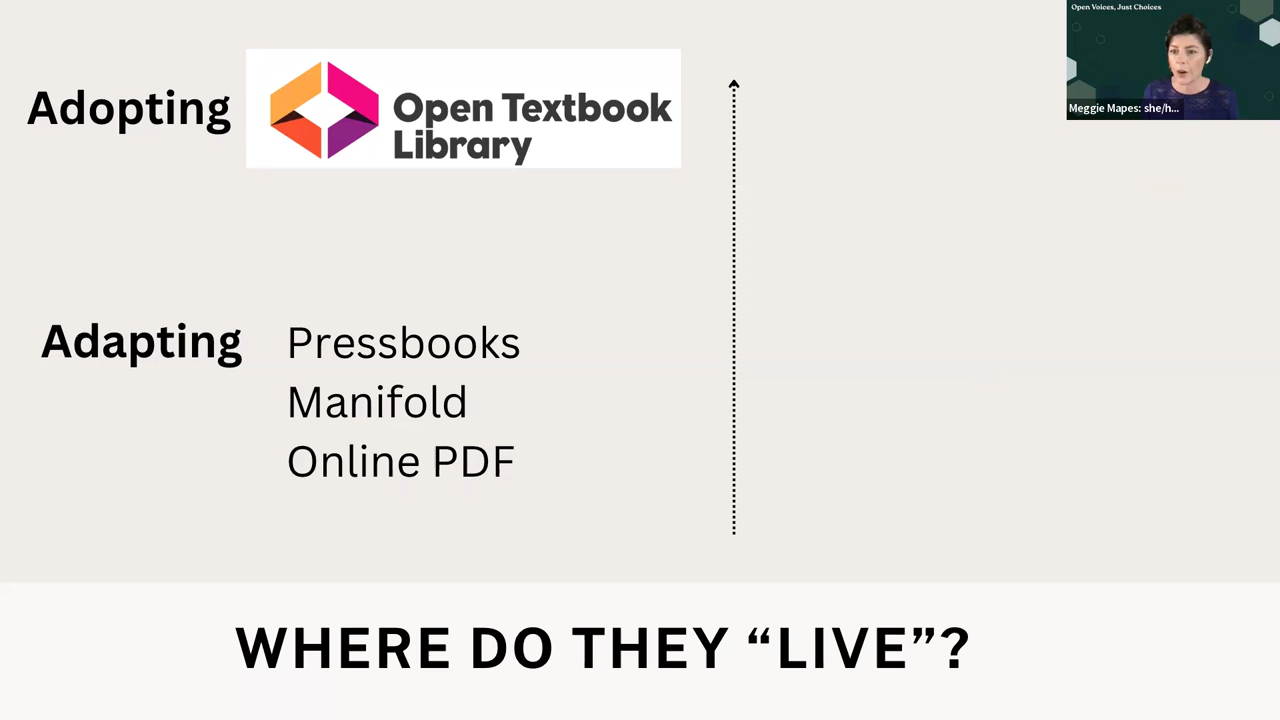 Open Voices, Just Choices
Meggie Mapes: she/h...
Adopting
Open Textbook
Library
Adapting
Pressbooks
Manifold
Online PDF
WHERE DO THEY “LIVE”?